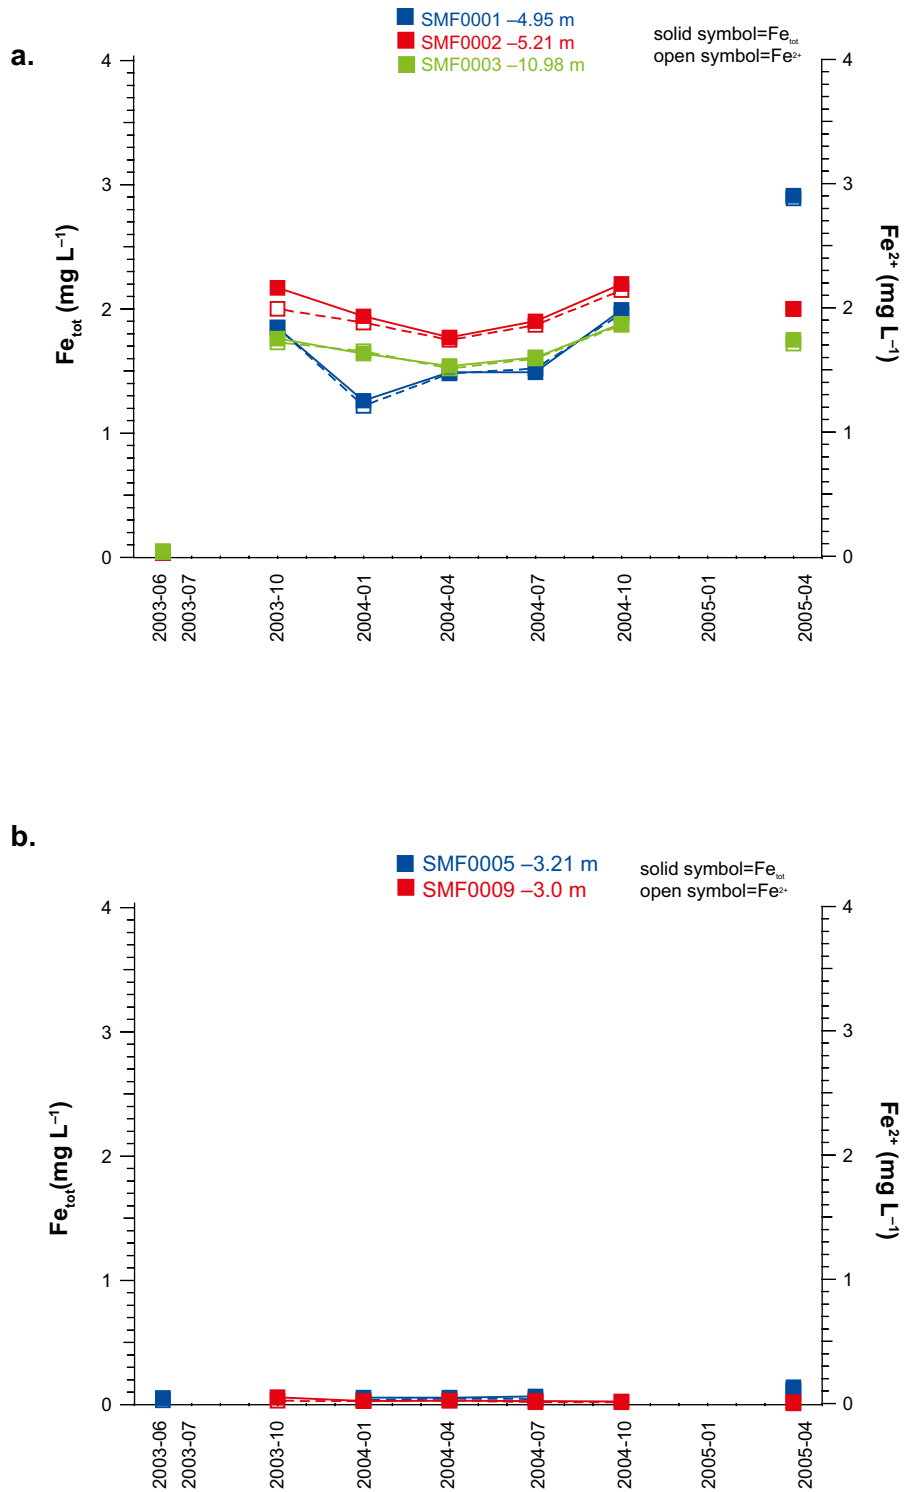 a.
SMF0001 –4.95 m
SMF0002 –5.21 m
SMF0003 –10.98 m
solid symbol=Fe_tot
open symbol=Fe²⁺
4
3
2
1
0
Fe_tot (mg L⁻¹)
4
3
2
1
0
Fe²⁺ (mg L⁻¹)
2003-06
2003-07
2003-10
2004-01
2004-04
2004-07
2004-10
2005-01
2005-04
b.
SMF0005 –3.21 m
SMF0009 –3.0 m
solid symbol=Fe_tot
open symbol=Fe²⁺
4
3
2
1
0
Fe_tot(mg L⁻¹)
4
3
2
1
0
Fe²⁺ (mg L⁻¹)
2003-06
2003-07
2003-10
2004-01
2004-04
2004-07
2004-10
2005-01
2005-04